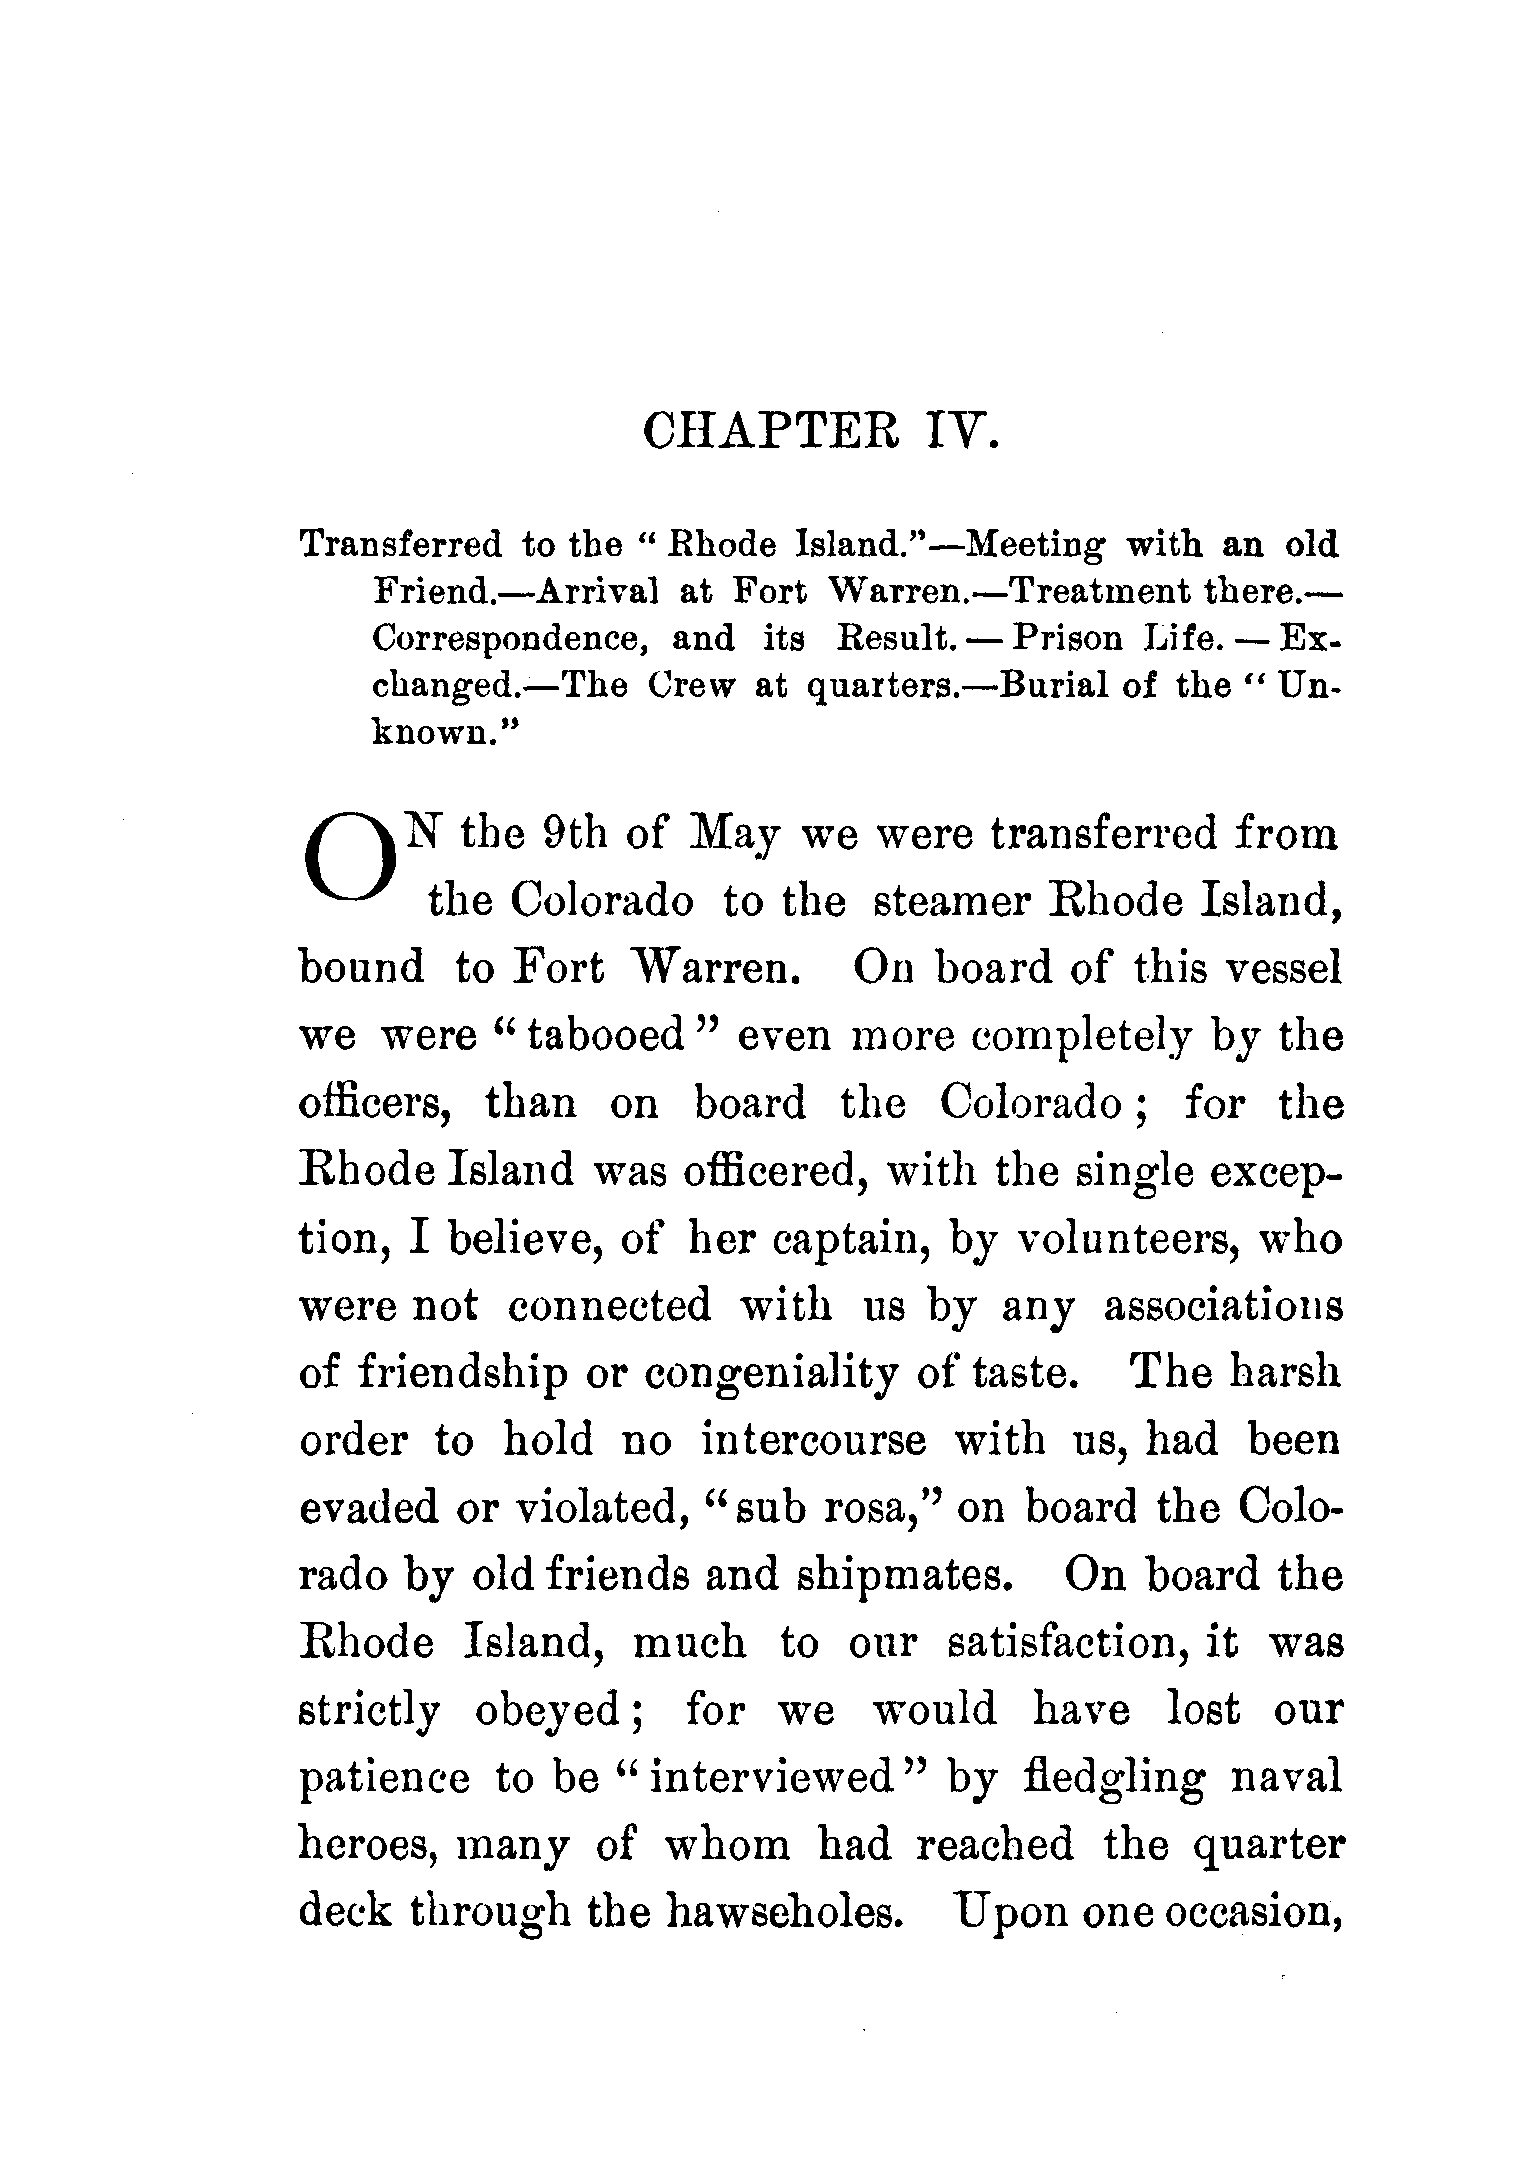 CHAPTER IV.
Transferred to the “ Rhode Island.”—Meeting with an old
Friend.—Arrival at Fort Warren.—Treatment there.—
Correspondence, and its Result. — Prison Life. — Ex-
changed.—The Crew at quarters.—Burial of the “ Un-
known.”
ON the 9th of May we were transferred from
the Colorado to the steamer Rhode Island,
bound to Fort Warren. On board of this vessel
we were “ tabooed ” even more completely by the
officers, than on board the Colorado ; for the
Rhode Island was officered, with the single excep-
tion, I believe, of her captain, by volunteers, who
were not connected with us by any associations
of friendship or congeniality of taste. The harsh
order to hold no intercourse with us, had been
evaded or violated, “sub rosa,” on board the Colo-
rado by old friends and shipmates. On board the
Rhode Island, much to our satisfaction, it was
strictly obeyed ; for we would have lost our
patience to be “ interviewed ” by fledgling naval
heroes, many of whom had reached the quarter
deck through the hawseholes. Upon one occasion,